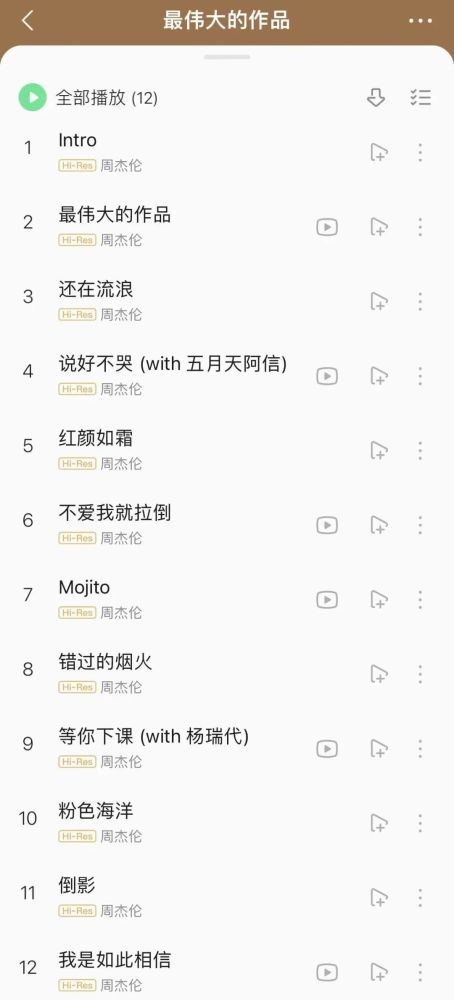 最伟大的作品
全部播放 (12)
1 Intro
Hi-Res 周杰伦
2 最伟大的作品
Hi-Res 周杰伦
3 还在流浪
Hi-Res 周杰伦
4 说好不哭 (with 五月天阿信)
Hi-Res 周杰伦
5 红颜如霜
Hi-Res 周杰伦
6 不爱我就拉倒
Hi-Res 周杰伦
7 Mojito
Hi-Res 周杰伦
8 错过的烟火
Hi-Res 周杰伦
9 等你下课 (with 杨瑞代)
Hi-Res 周杰伦
10 粉色海洋
Hi-Res 周杰伦
11 倒影
Hi-Res 周杰伦
12 我是如此相信
Hi-Res 周杰伦